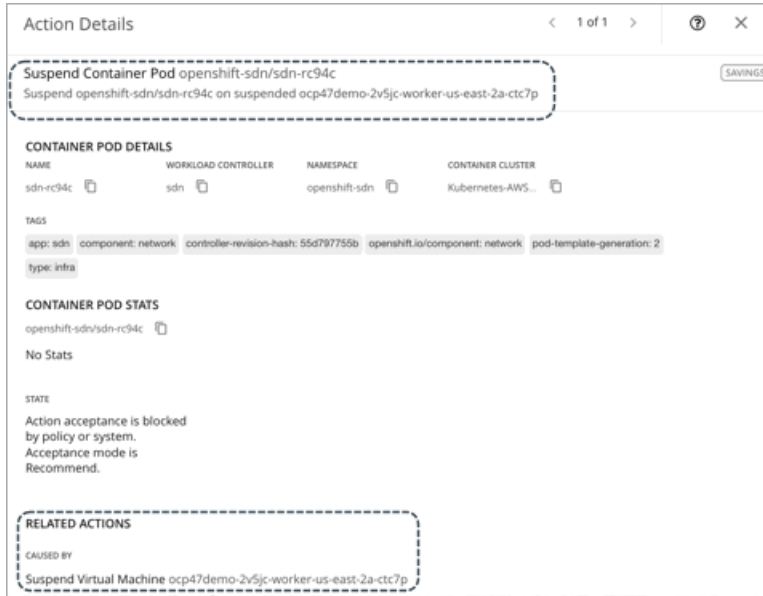 Action Details
1 of 1
Suspend Container Pod openshift-sdn/sdn-rc94c
SAVINGS
Suspend openshift-sdn/sdn-rc94c on suspended ocp47demo-2v5jc-worker-us-east-2a-ctc7p
CONTAINER POD DETAILS
NAME WORKLOAD CONTROLLER NAMESPACE CONTAINER CLUSTER
sdn-rc94c sdn openshift-sdn Kubernetes-AWS...
TAGS
app: sdn component: network controller-revision-hash: 55d797755b openshift.io/component: network pod-template-generation: 2
type: infra
CONTAINER POD STATS
openshift-sdn/sdn-rc94c
No Stats
STATE
Action acceptance is blocked
by policy or system.
Acceptance mode is
Recommend.
RELATED ACTIONS
CAUSED BY
Suspend Virtual Machine ocp47demo-2v5jc-worker-us-east-2a-ctc7p